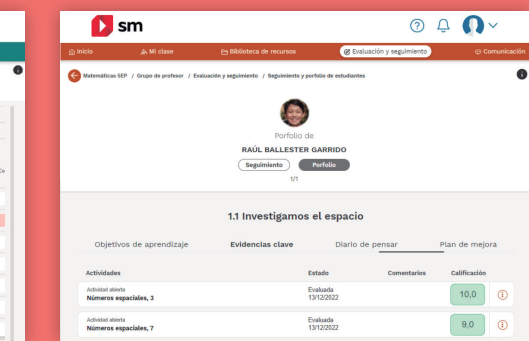 sm
Inicio
Mi clase
Biblioteca de recursos
Evaluación y seguimiento
Comunicación
Matemáticas SEP / Grupo de profesor / Evaluación y seguimiento / Seguimiento y porfolio de estudiantes
Porfolio de
RAÚL BALLESTER GARRIDO
Seguimiento Porfolio
1/1
1.1 Investigamos el espacio
Objetivos de aprendizaje Evidencias clave Diario de pensar Plan de mejora
Actividades Estado Comentarios Calificación
Actividad abierta
Números espaciales, 3
Evaluada
13/12/2022
10,0
Actividad abierta
Números espaciales, 7
Evaluada
13/12/2022
9,0